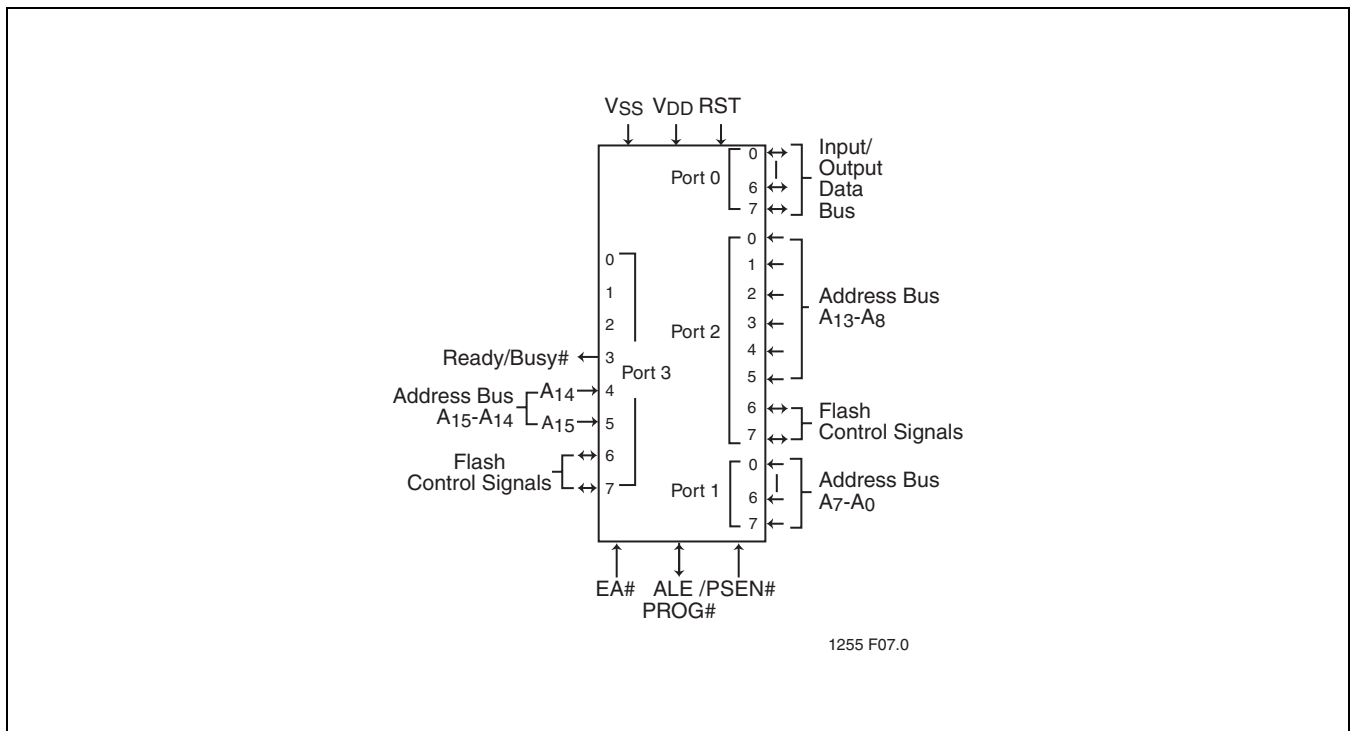 VSS VDD RST
Port 0
0
6
7
Input/
Output
Data
Bus
Port 2
0
1
2
3
4
5
6
7
Address Bus
A13-A8
Flash
Control Signals
Port 3
0
1
2
3
4
5
6
7
Ready/Busy#
Address Bus
A15-A14
A14
A15
Flash
Control Signals
Port 1
0
6
7
Address Bus
A7-A0
EA# ALE /PSEN#
PROG#
1255 F07.0